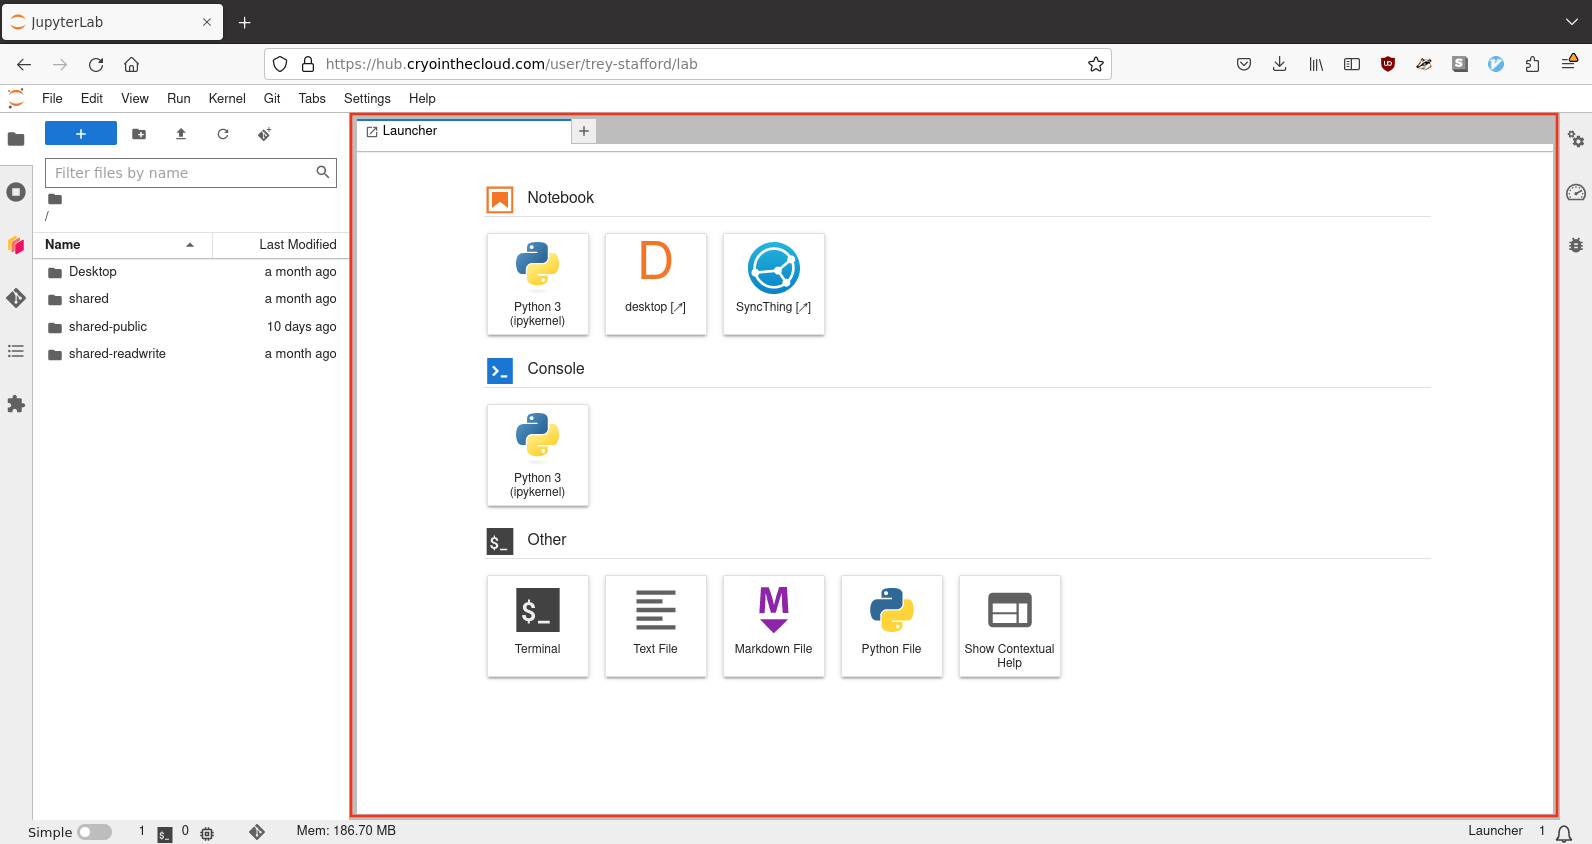 JupyterLab
https://hub.cryointhecloud.com/user/trey-stafford/lab
File Edit View Run Kernel Git Tabs Settings Help
Filter files by name
/
Name Last Modified
Desktop a month ago
shared a month ago
shared-public 10 days ago
shared-readwrite a month ago
Launcher
Notebook
Python 3
(ipykernel)
D
desktop [↗]
SyncThing [↗]
Console
Python 3
(ipykernel)
$_
Other
$_
Terminal
Text File
M
Markdown File
Python File
Show Contextual
Help
Simple 1 $_ 0 Mem: 186.70 MB
Launcher 1